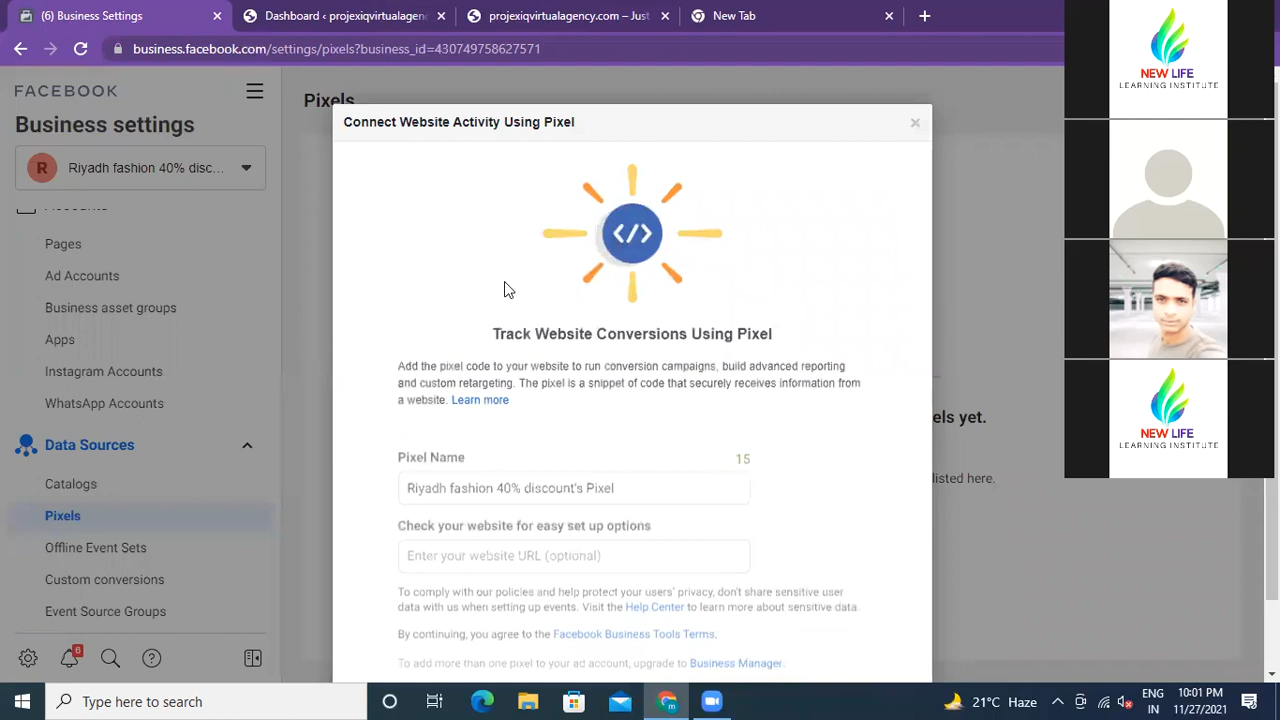 Dashboard ‹ projexiqvirtualagen
projexiqvirtualagency.com - Just
New Tab
business.facebook.com/settings/pixels?business_id=430749758627571
FACEBOOK
Business settings
R
Riyadh fashion 40% disc...
Pages
Ad Accounts
Business asset groups
Apps
Instagram Accounts
WhatsApp Accounts
Data Sources
Catalogs
Pixels
Offline Event Sets
Custom conversions
Event Source Groups
6
Pixels
Connect Website Activity Using Pixel
Track Website Conversions Using Pixel
Add the pixel code to your website to run conversion campaigns, build advanced reporting
and custom retargeting. The pixel is a snippet of code that securely receives information from
a website. Learn more
Pixel Name
15
Riyadh fashion 40% discount's Pixel
Check your website for easy set up options
Enter your website URL (optional)
To comply with our policies and help protect your users' privacy, don't share sensitive user
data with us when setting up events. Visit the Help Center to learn more about sensitive data.
By continuing, you agree to the Facebook Business Tools Terms.
To add more than one pixel to your ad account, upgrade to Business Manager.
yet.
listed here.
NEW LIFE
LEARNING INSTITUTE
NEW LIFE
LEARNING INSTITUTE
Type here to search
21°C Haze
ENG
IN
10:01 PM
11/27/2021
1